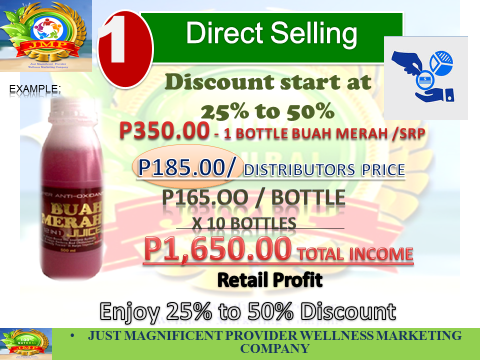 JMP
1
Direct Selling
EXAMPLE:
Discount start at
25% to 50%
P350.00 - 1 BOTTLE BUAH MERAH /SRP
P185.00/ DISTRIBUTORS PRICE
P165.OO / BOTTLE
X 10 BOTTLES
P1,650.00 TOTAL INCOME
Retail Profit
Enjoy 25% to 50% Discount
BUAH
MERAH
JUICE
• JUST MAGNIFICENT PROVIDER WELLNESS MARKETING
COMPANY